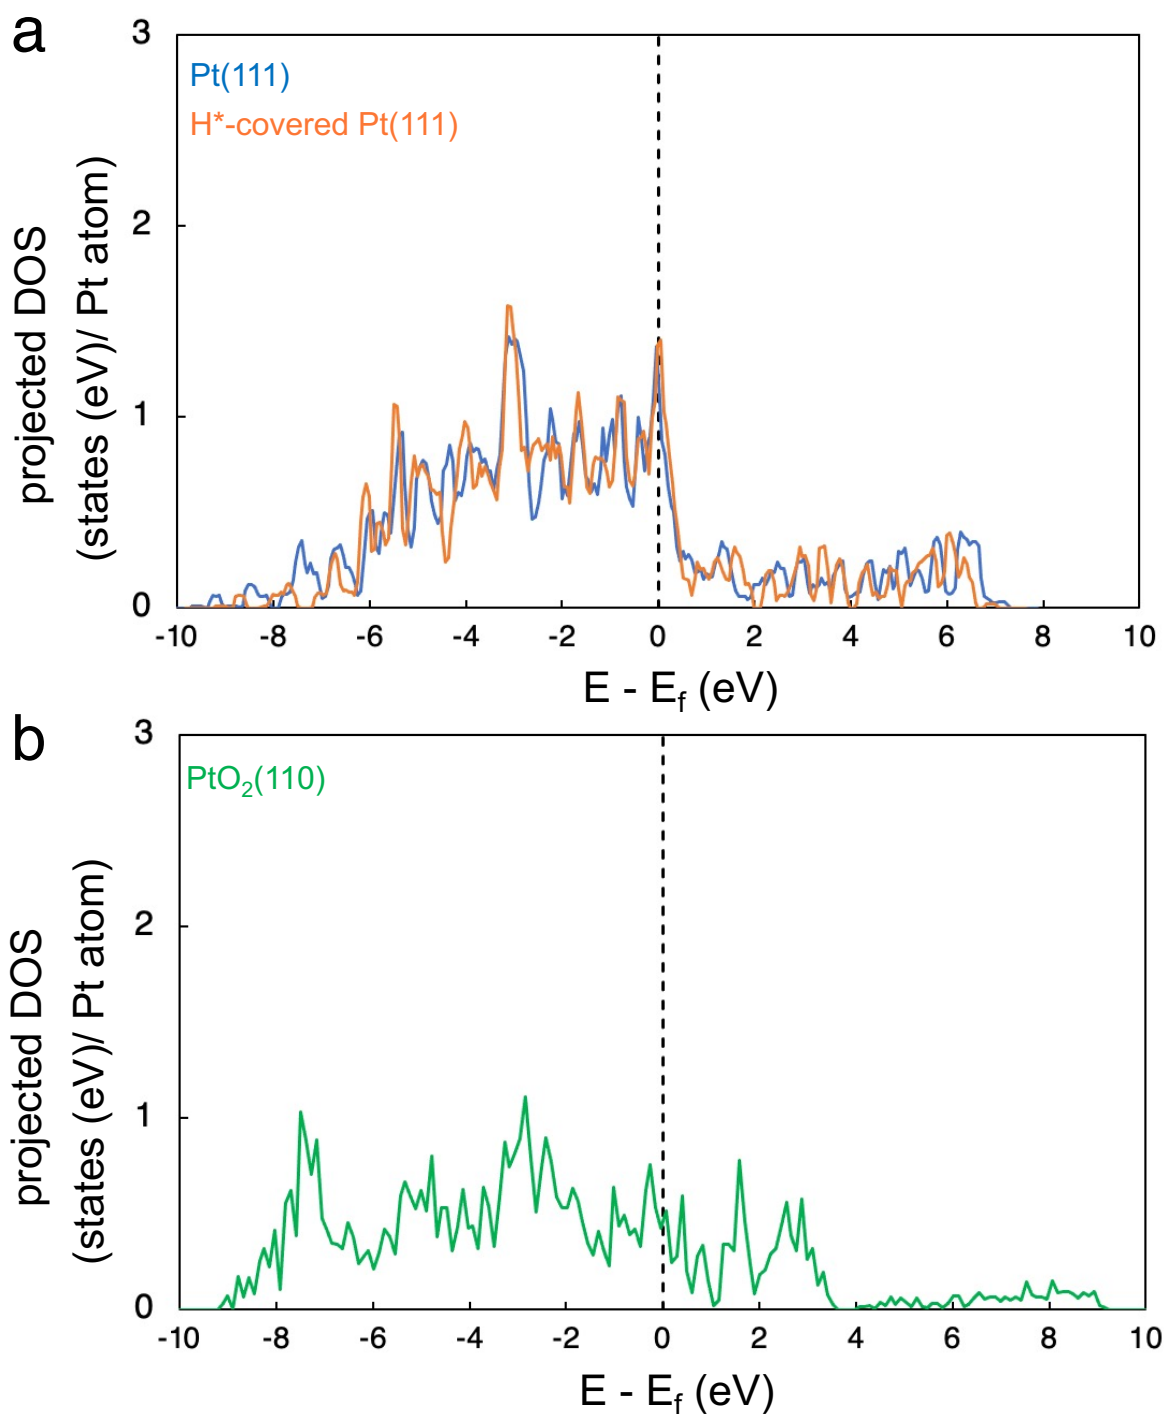 a
3
2
1
0
projected DOS
(states (eV)/ Pt atom)
Pt(111)
H*-covered Pt(111)
-10 -8 -6 -4 -2 0 2 4 6 8 10
E - Ef (eV)
b
3
2
1
0
projected DOS
(states (eV)/ Pt atom)
PtO2(110)
-10 -8 -6 -4 -2 0 2 4 6 8 10
E - Ef (eV)